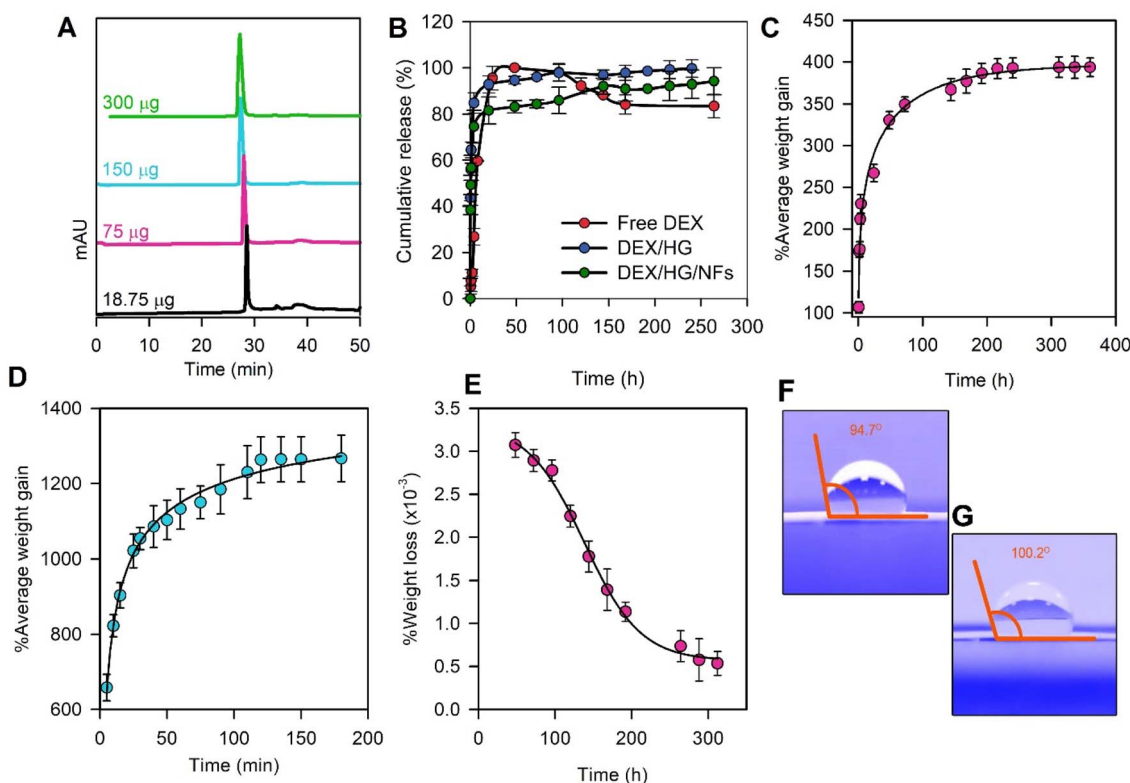 A
300 µg
150 µg
75 µg
18.75 µg
mAU
0 10 20 30 40 50
Time (min)
B
Cumulative release (%)
120
100
80
60
40
20
0
Free DEX
DEX/HG
DEX/HG/NFs
0 50 100 150 200 250 300
Time (h)
C
%Average weight gain
450
400
350
300
250
200
150
100
0 100 200 300 400
Time (h)
D
%Average weight gain
1400
1200
1000
800
600
0 50 100 150 200
Time (min)
E
%Weight loss (x10⁻³)
3.5
3.0
2.5
2.0
1.5
1.0
0.5
0.0
0 100 200 300
Time (h)
F
94.7°
G
100.2°